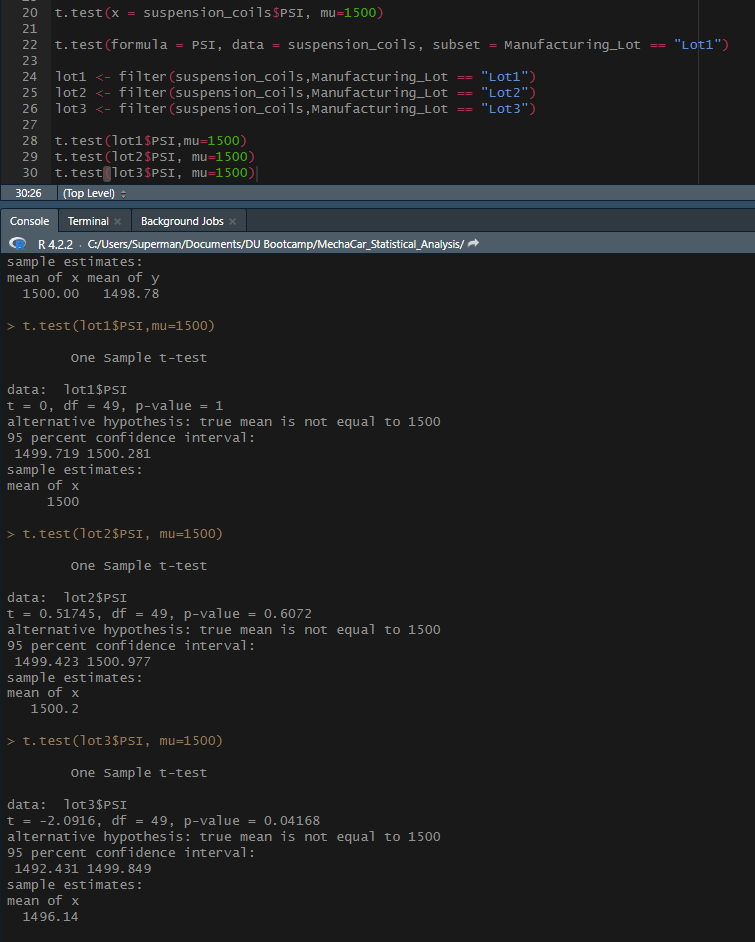 20 t.test(x = suspension_coils$PSI, mu=1500)
21
22 t.test(formula = PSI, data = suspension_coils, subset = Manufacturing_Lot == "Lot1")
23
24 lot1 <- filter(suspension_coils,Manufacturing_Lot == "Lot1")
25 lot2 <- filter(suspension_coils,Manufacturing_Lot == "Lot2")
26 lot3 <- filter(suspension_coils,Manufacturing_Lot == "Lot3")
27
28 t.test(lot1$PSI,mu=1500)
29 t.test(lot2$PSI, mu=1500)
30 t.test(lot3$PSI, mu=1500)
30:26 (Top Level)
Console Terminal Background Jobs
R 4.2.2 · C:/Users/Superman/Documents/DU Bootcamp/MechaCar_Statistical_Analysis/
sample estimates:
mean of x mean of y
1500.00 1498.78
> t.test(lot1$PSI,mu=1500)
One Sample t-test
data: lot1$PSI
t = 0, df = 49, p-value = 1
alternative hypothesis: true mean is not equal to 1500
95 percent confidence interval:
1499.719 1500.281
sample estimates:
mean of x
1500
> t.test(lot2$PSI, mu=1500)
One Sample t-test
data: lot2$PSI
t = 0.51745, df = 49, p-value = 0.6072
alternative hypothesis: true mean is not equal to 1500
95 percent confidence interval:
1499.423 1500.977
sample estimates:
mean of x
1500.2
> t.test(lot3$PSI, mu=1500)
One Sample t-test
data: lot3$PSI
t = -2.0916, df = 49, p-value = 0.04168
alternative hypothesis: true mean is not equal to 1500
95 percent confidence interval:
1492.431 1499.849
sample estimates:
mean of x
1496.14